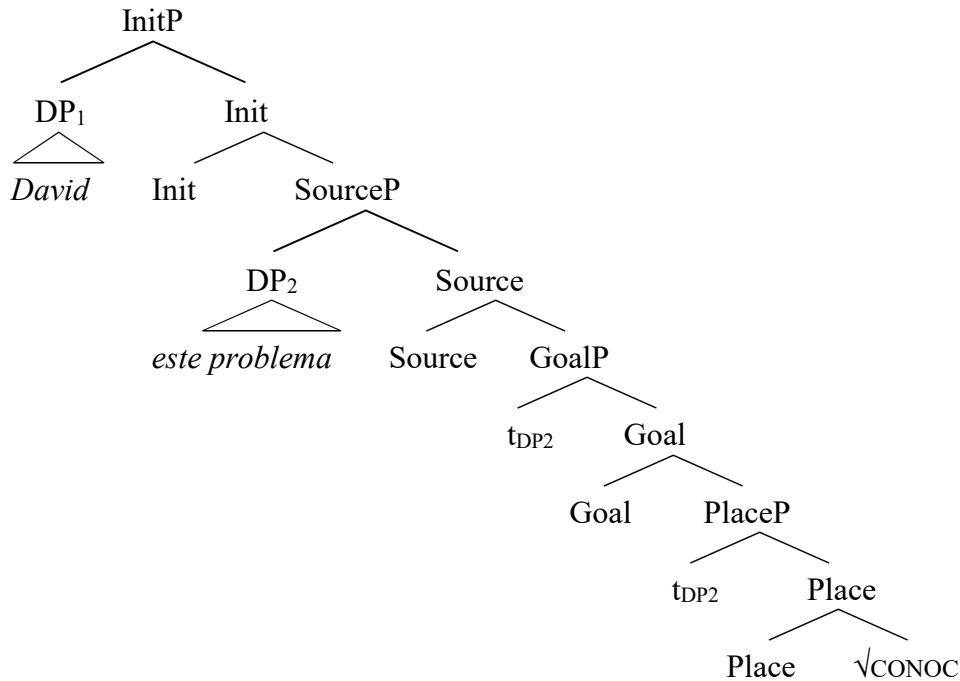 InitP
DP₁ Init
David Init SourceP
DP₂ Source
este problema Source GoalP
tDP2 Goal
Goal PlaceP
tDP2 Place
Place √CONOC